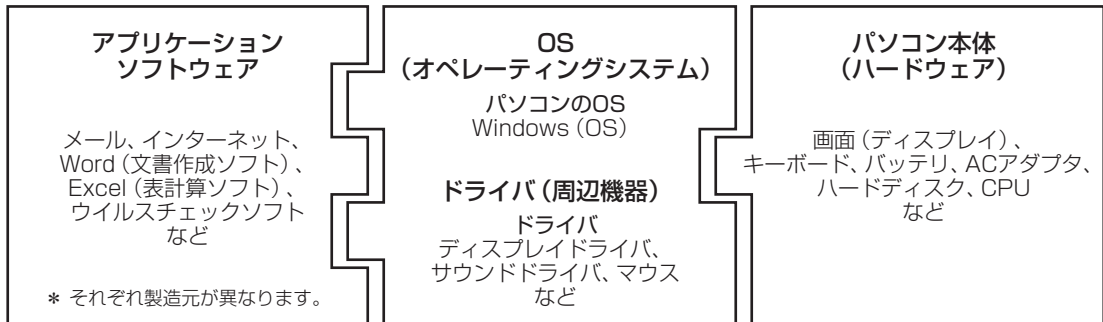 アプリケーション
ソフトウェア
メール、インターネット、
Word（文書作成ソフト）、
Excel（表計算ソフト）、
ウイルスチェックソフト
など
＊ それぞれ製造元が異なります。
OS
（オペレーティングシステム）
パソコンのOS
Windows（OS）
ドライバ（周辺機器）
ドライバ
ディスプレイドライバ、
サウンドドライバ、マウス
など
パソコン本体
（ハードウェア）
画面（ディスプレイ）、
キーボード、バッテリ、ACアダプタ、
ハードディスク、CPU
など